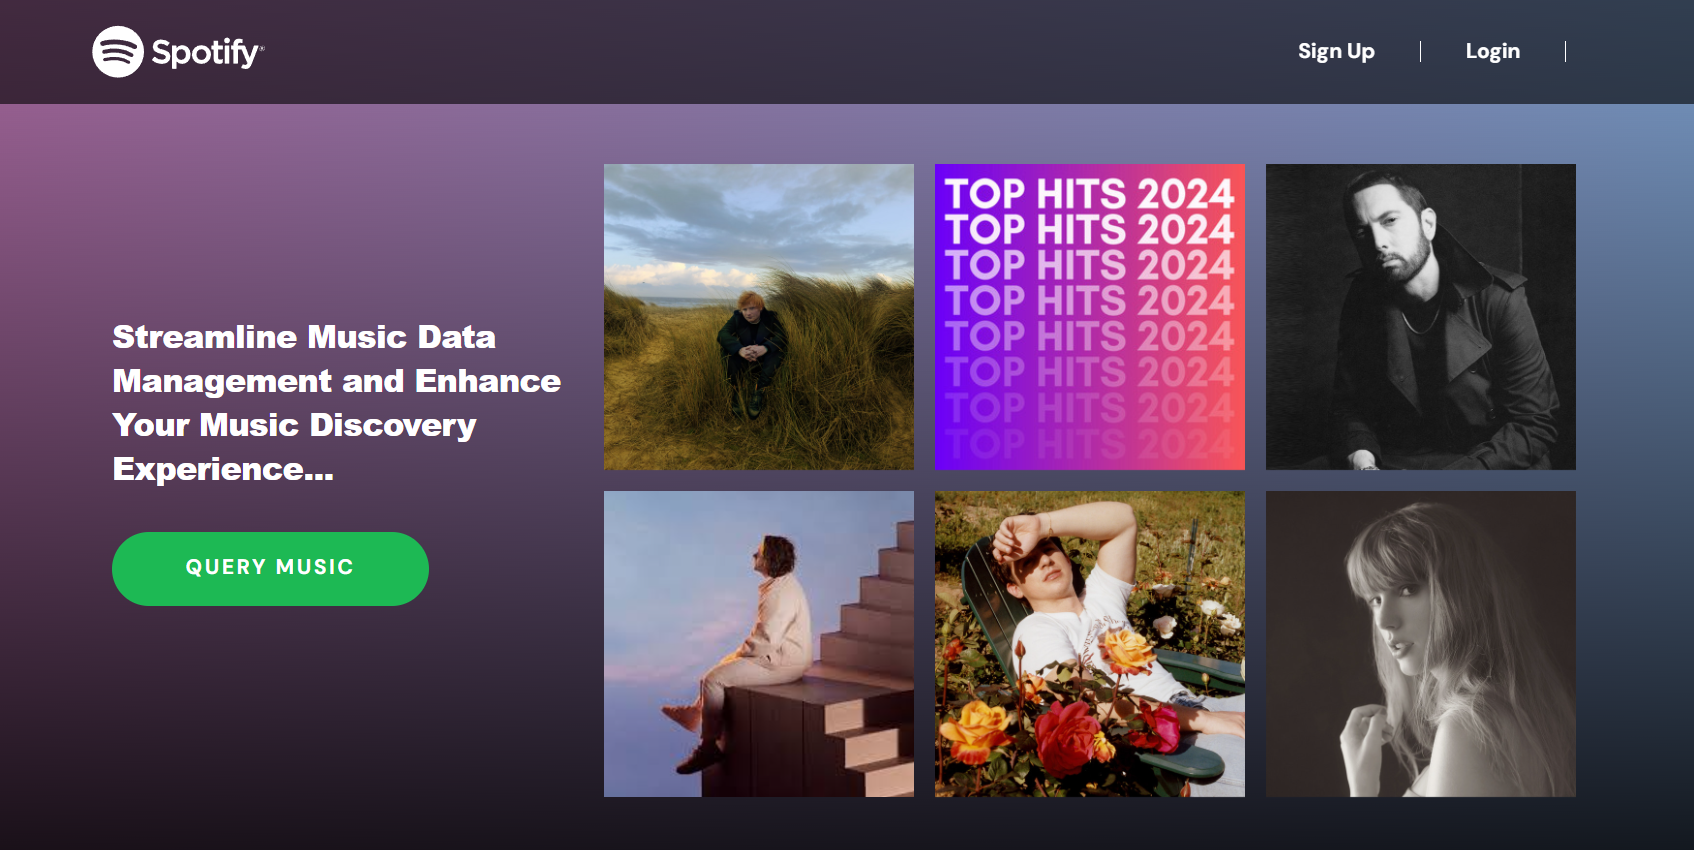 Spotify®
Sign Up
Login
Streamline Music Data
Management and Enhance
Your Music Discovery
Experience...
QUERY MUSIC
TOP HITS 2024
TOP HITS 2024
TOP HITS 2024
TOP HITS 2024
TOP HITS 2024
TOP HITS 2024
TOP HITS 2024
TOP HITS 2024